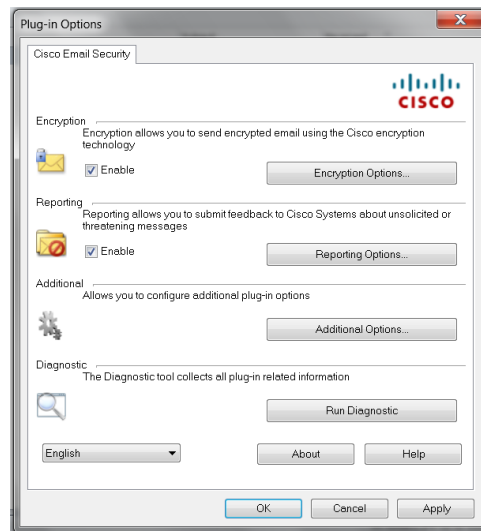 Plug-in Options
Cisco Email Security
CISCO
Encryption
Encryption allows you to send encrypted email using the Cisco encryption
technology
Enable
Encryption Options...
Reporting
Reporting allows you to submit feedback to Cisco Systems about unsolicited or
threatening messages
Enable
Reporting Options...
Additional
Allows you to configure additional plug-in options
Additional Options...
Diagnostic
The Diagnostic tool collects all plug-in related information
Run Diagnostic
English
About
Help
OK
Cancel
Apply